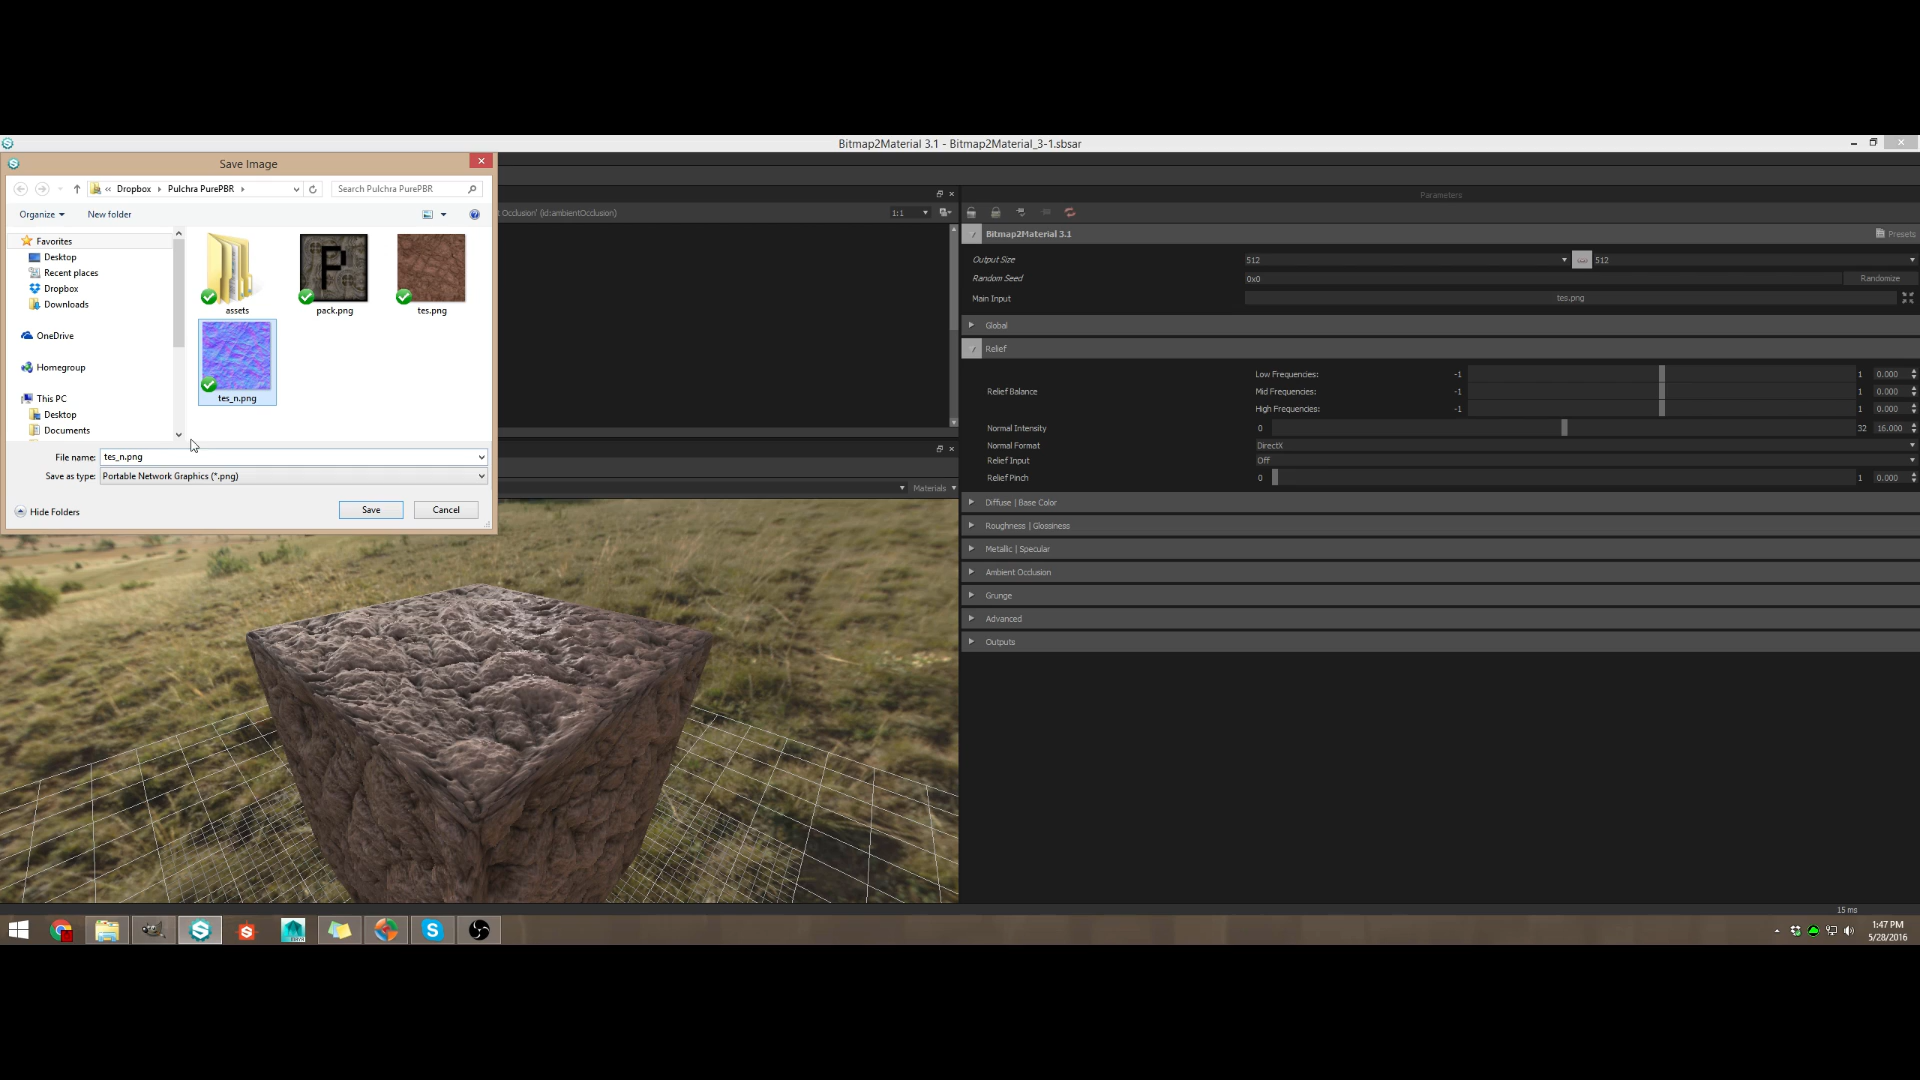 Bitmap2Material 3.1 - Bitmap2Material_3-1.sbsar
Save Image
Dropbox
Pulchra PurePBR
Search Pulchra PurePBR
Organize
New folder
Favorites
Desktop
Recent places
Dropbox
Downloads
OneDrive
Homegroup
This PC
Desktop
Documents
assets
P
pack.png
tes.png
tes_n.png
File name: tes_n.png
Save as type: Portable Network Graphics (*.png)
Hide Folders
Save
Cancel
t Occlusion' (id:ambientOcclusion)
1:1
Materials
Parameters
Bitmap2Material 3.1
Presets
Output Size 512 512
Random Seed 0x0 Randomize
Main Input tes.png
Global
Relief
Relief Balance
Low Frequencies: -1 1 0.000
Mid Frequencies: -1 1 0.000
High Frequencies: -1 1 0.000
Normal Intensity 0 32 16.000
Normal Format DirectX
Relief Input Off
Relief Pinch 0 1 0.000
Diffuse | Base Color
Roughness | Glossiness
Metallic | Specular
Ambient Occlusion
Grunge
Advanced
Outputs
15 ms
1:47 PM
5/28/2016